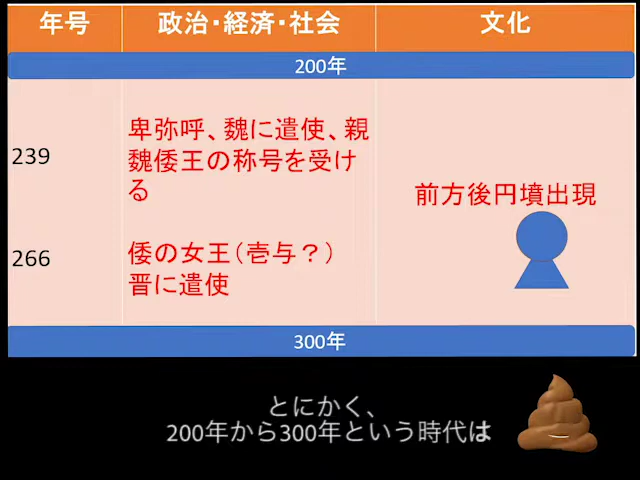 年号 政治・経済・社会 文化
200年
239
卑弥呼、魏に遣使、親
魏倭王の称号を受け
る
前方後円墳出現
266
倭の女王（壱与？）
晋に遣使
300年
とにかく、
200年から300年という時代は